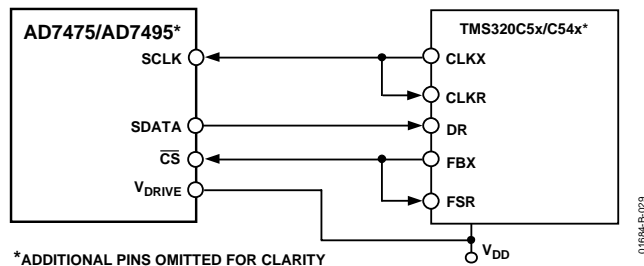 AD7475/AD7495*
SCLK
SDATA
CS
VDRIVE
TMS320C5x/C54x*
CLKX
CLKR
DR
FBX
FSR
VDD
*ADDITIONAL PINS OMITTED FOR CLARITY
01684-B-029